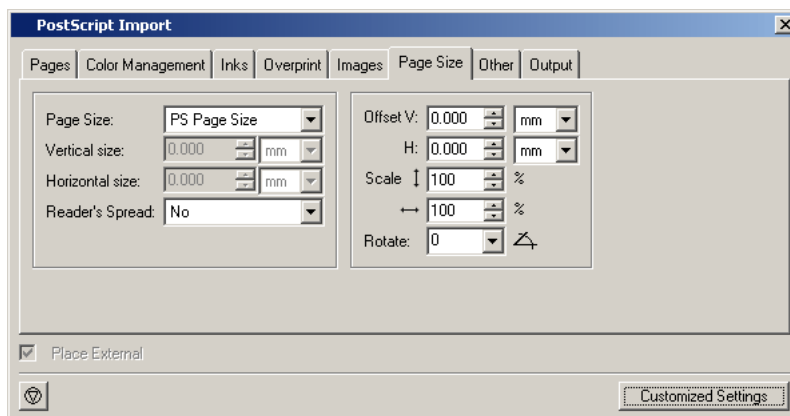 PostScript Import
Pages Color Management Inks Overprint Images Page Size Other Output
Page Size: PS Page Size
Vertical size: 0.000 mm
Horizontal size: 0.000 mm
Reader's Spread: No
Offset V: 0.000 mm
H: 0.000 mm
Scale ↕ 100 %
↔ 100 %
Rotate: 0
Place External
Customized Settings